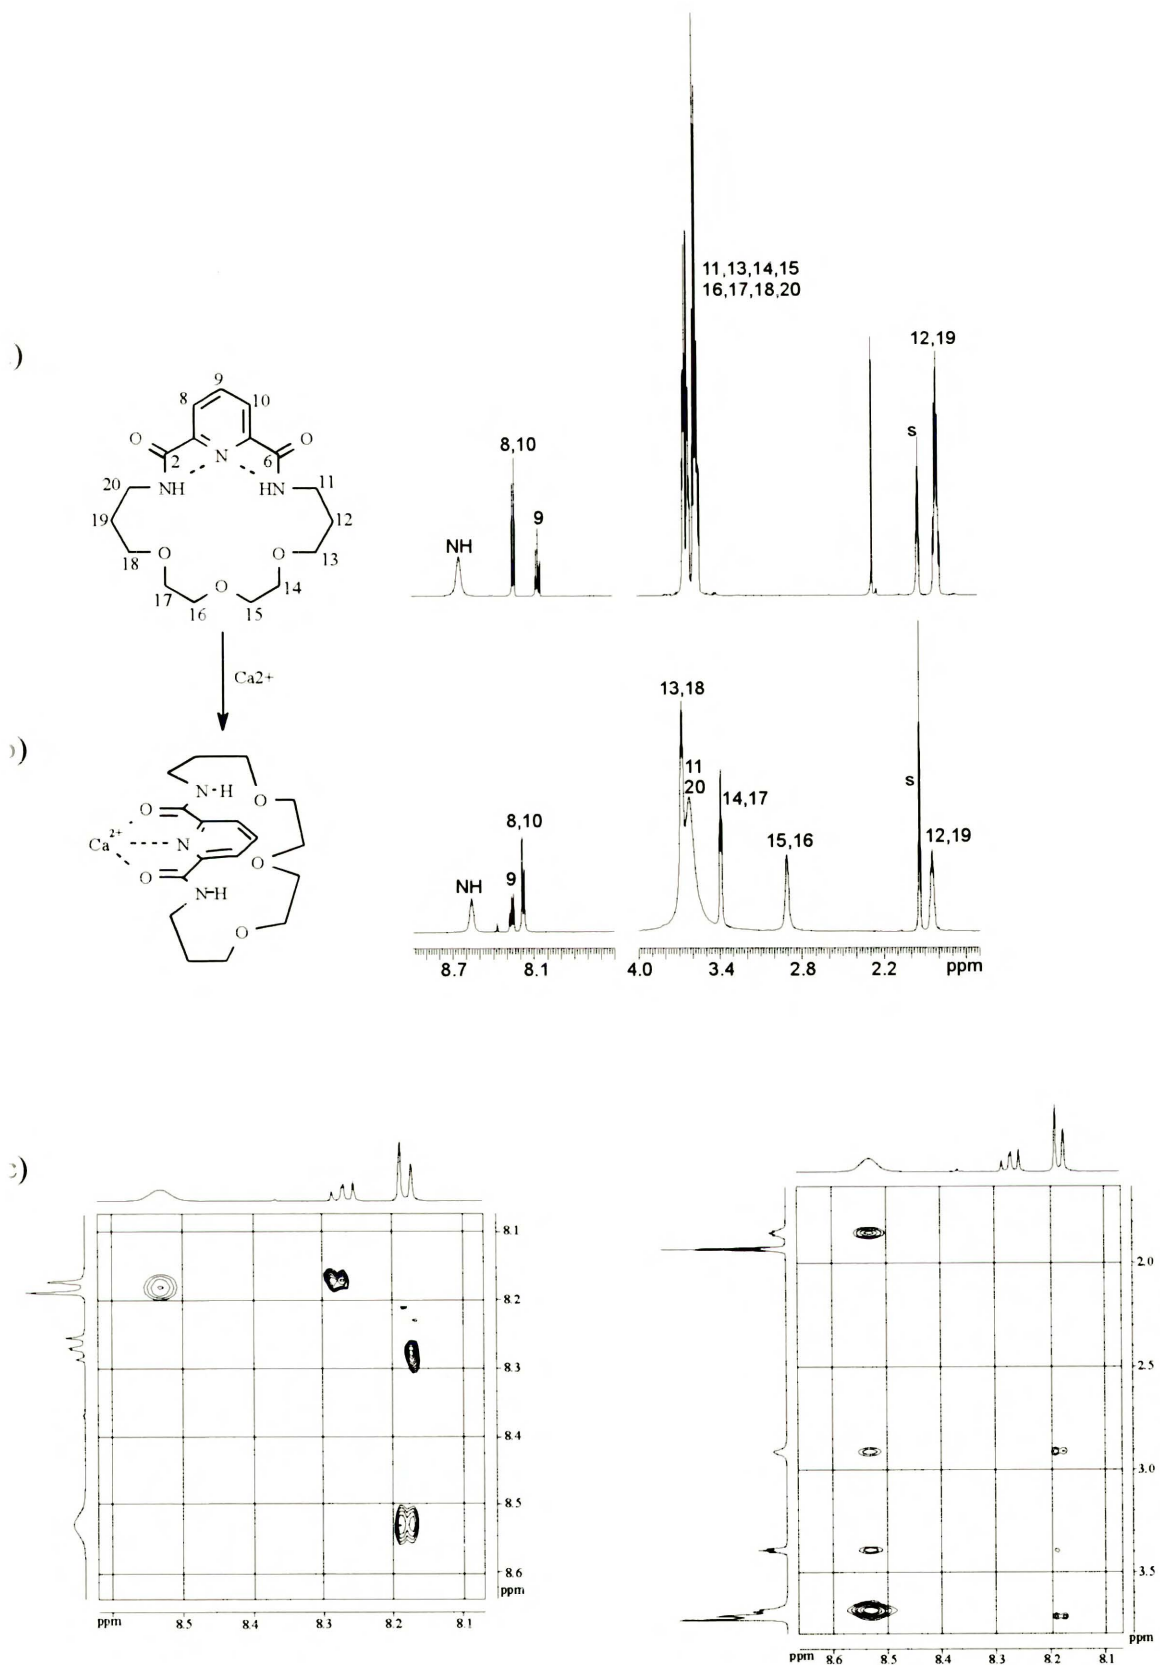 11,13,14,15
16,17,18,20
12,19
s
8,10
9
NH
)
9
8
10
O
O
2
N
6
20
NH
HN
11
19
12
18
O
O
13
O
17
14
16
15
Ca2+
)
N-H
O
O
Ca2+
N
O
O
N-H
O
13,18
11
20
14,17
15,16
s
12,19
8,10
9
NH
8.7 8.1 4.0 3.4 2.8 2.2 ppm
)
8.1
8.2
8.3
8.4
8.5
8.6
ppm
ppm 8.5 8.4 8.3 8.2 8.1
2.0
2.5
3.0
3.5
ppm
ppm 8.6 8.5 8.4 8.3 8.2 8.1